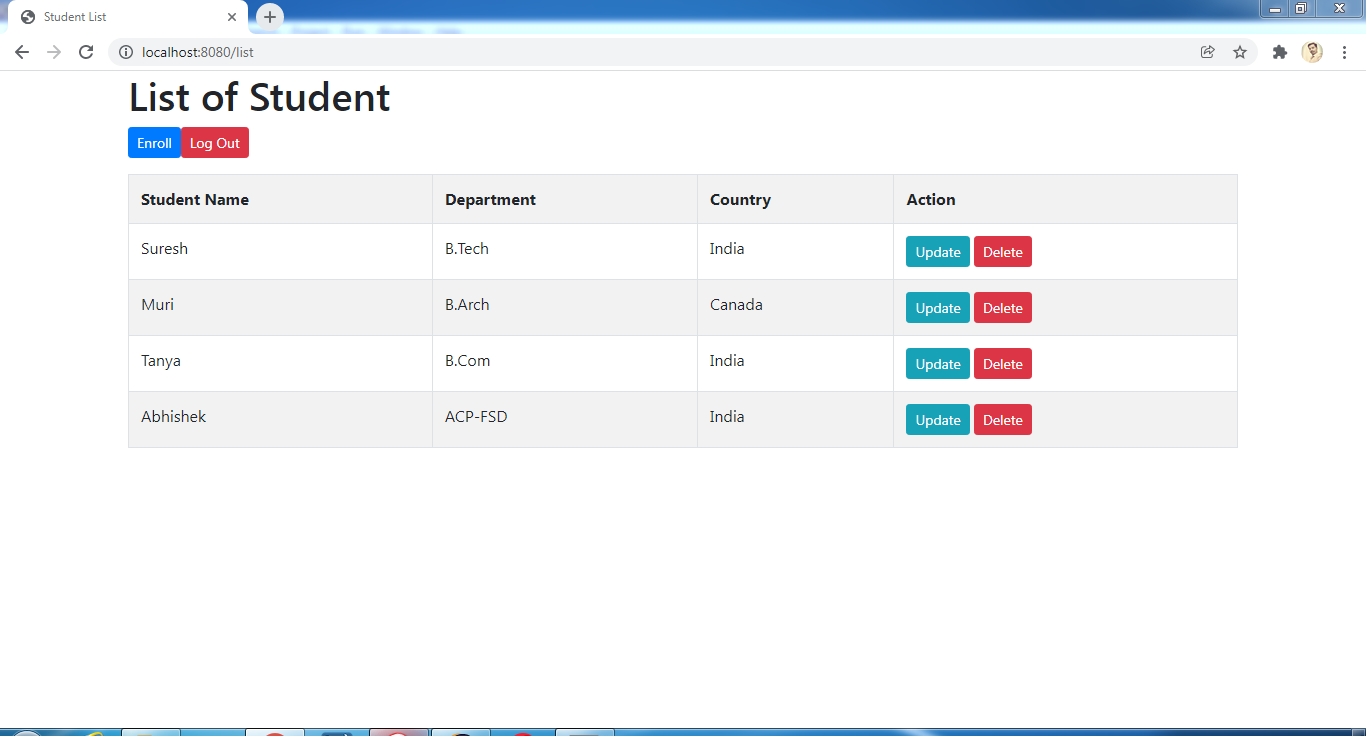 Student List
localhost:8080/list
List of Student
Enroll Log Out
Student Name Department Country Action
Suresh B.Tech India Update Delete
Muri B.Arch Canada Update Delete
Tanya B.Com India Update Delete
Abhishek ACP-FSD India Update Delete